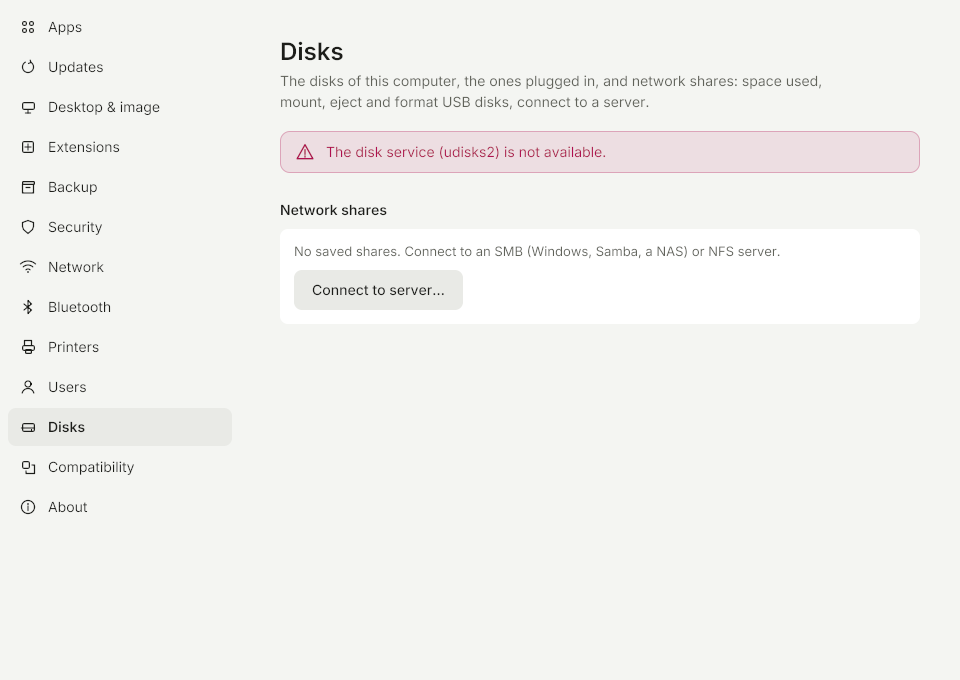 Apps
Updates
Desktop & image
Extensions
Backup
Security
Network
Bluetooth
Printers
Users
Disks
Compatibility
About
Disks
The disks of this computer, the ones plugged in, and network shares: space used,
mount, eject and format USB disks, connect to a server.
The disk service (udisks2) is not available.
Network shares
No saved shares. Connect to an SMB (Windows, Samba, a NAS) or NFS server.
Connect to server...